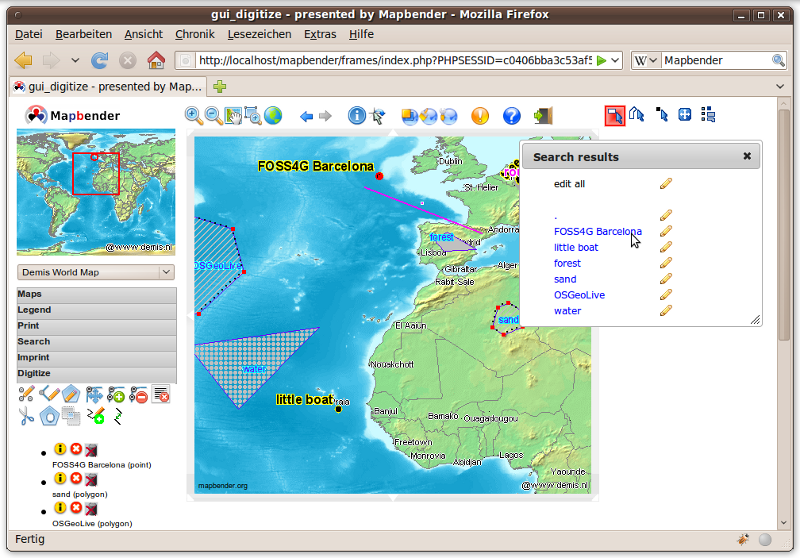 gui_digitize - presented by Mapbender - Mozilla Firefox
Datei Bearbeiten Ansicht Chronik Lesezeichen Extras Hilfe
http://localhost/mapbender/frames/index.php?PHPSESSID=c0406bba3c53af5
W Mapbender
gui_digitize - presented by Map...
Mapbender
@www.demis.nl
Demis World Map
Maps
Legend
Print
Search
Imprint
Digitize
FOSS4G Barcelona (point)
sand (polygon)
OSGeoLive (polygon)
FOSS4G Barcelona
Dublin
St. Helier
Andorra
forest
Lisboa
Gibraltar
Alger
Rabit-Sale
OSGeoLive
sand
El Aaiun
water
Nouakchott
little boat
Banjul
Bamako
Ouagadougou
Freetown
Monrovia
Abidjan
Lagos
Yaounde
mapbender.org
@www.demis.nl
Search results
edit all
.
FOSS4G Barcelona
little boat
forest
sand
OSGeoLive
water
Fertig